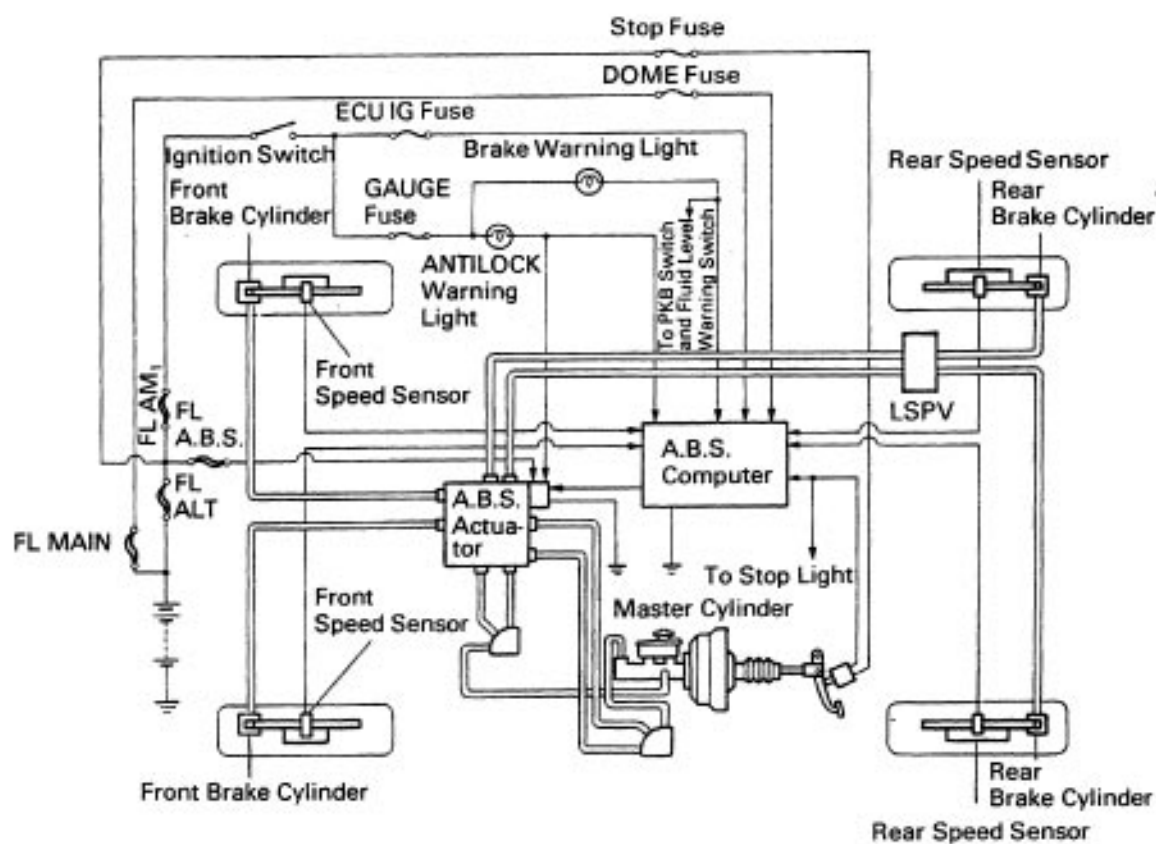 Stop Fuse
DOME Fuse
ECU IG Fuse
Ignition Switch
Brake Warning Light
Rear Speed Sensor
Front
Brake Cylinder
GAUGE
Fuse
Rear
Brake Cylinder
ANTILOCK
Warning
Light
To PKB Switch
and Fluid Level
Warning Switch
Front
Speed Sensor
LSPV
FL AM1
FL
A.B.S.
A.B.S.
Computer
FL
ALT
A.B.S.
Actua-
tor
FL MAIN
To Stop Light
Front
Speed Sensor
Master Cylinder
Front Brake Cylinder
Rear
Brake Cylinder
Rear Speed Sensor